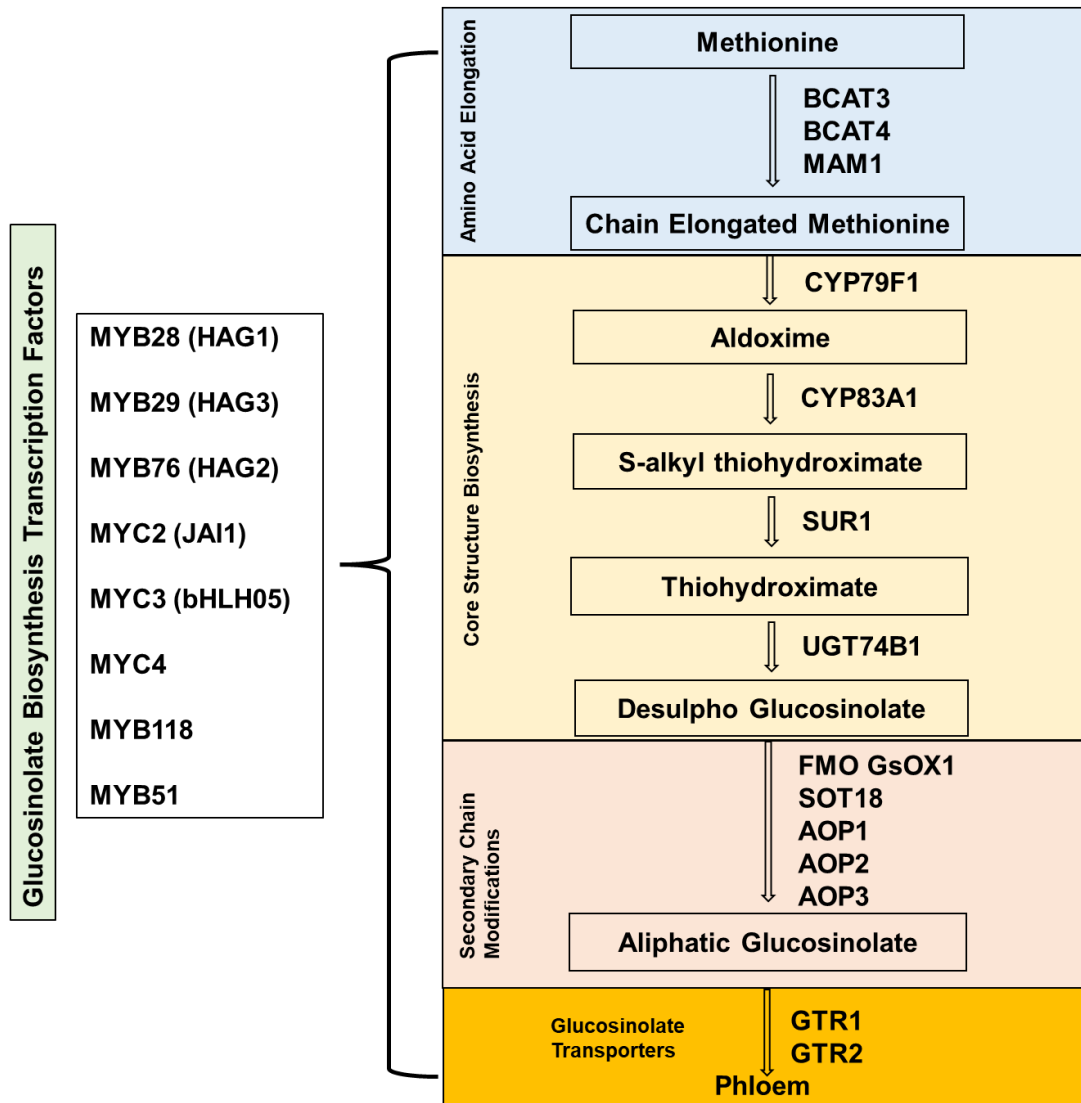 Glucosinolate Biosynthesis Transcription Factors
MYB28 (HAG1)
MYB29 (HAG3)
MYB76 (HAG2)
MYC2 (JAI1)
MYC3 (bHLH05)
MYC4
MYB118
MYB51
Amino Acid Elongation
Methionine
BCAT3
BCAT4
MAM1
Chain Elongated Methionine
Core Structure Biosynthesis
CYP79F1
Aldoxime
CYP83A1
S-alkyl thiohydroximate
SUR1
Thiohydroximate
UGT74B1
Desulpho Glucosinolate
Secondary Chain
Modifications
FMO GsOX1
SOT18
AOP1
AOP2
AOP3
Aliphatic Glucosinolate
Glucosinolate
Transporters
GTR1
GTR2
Phloem